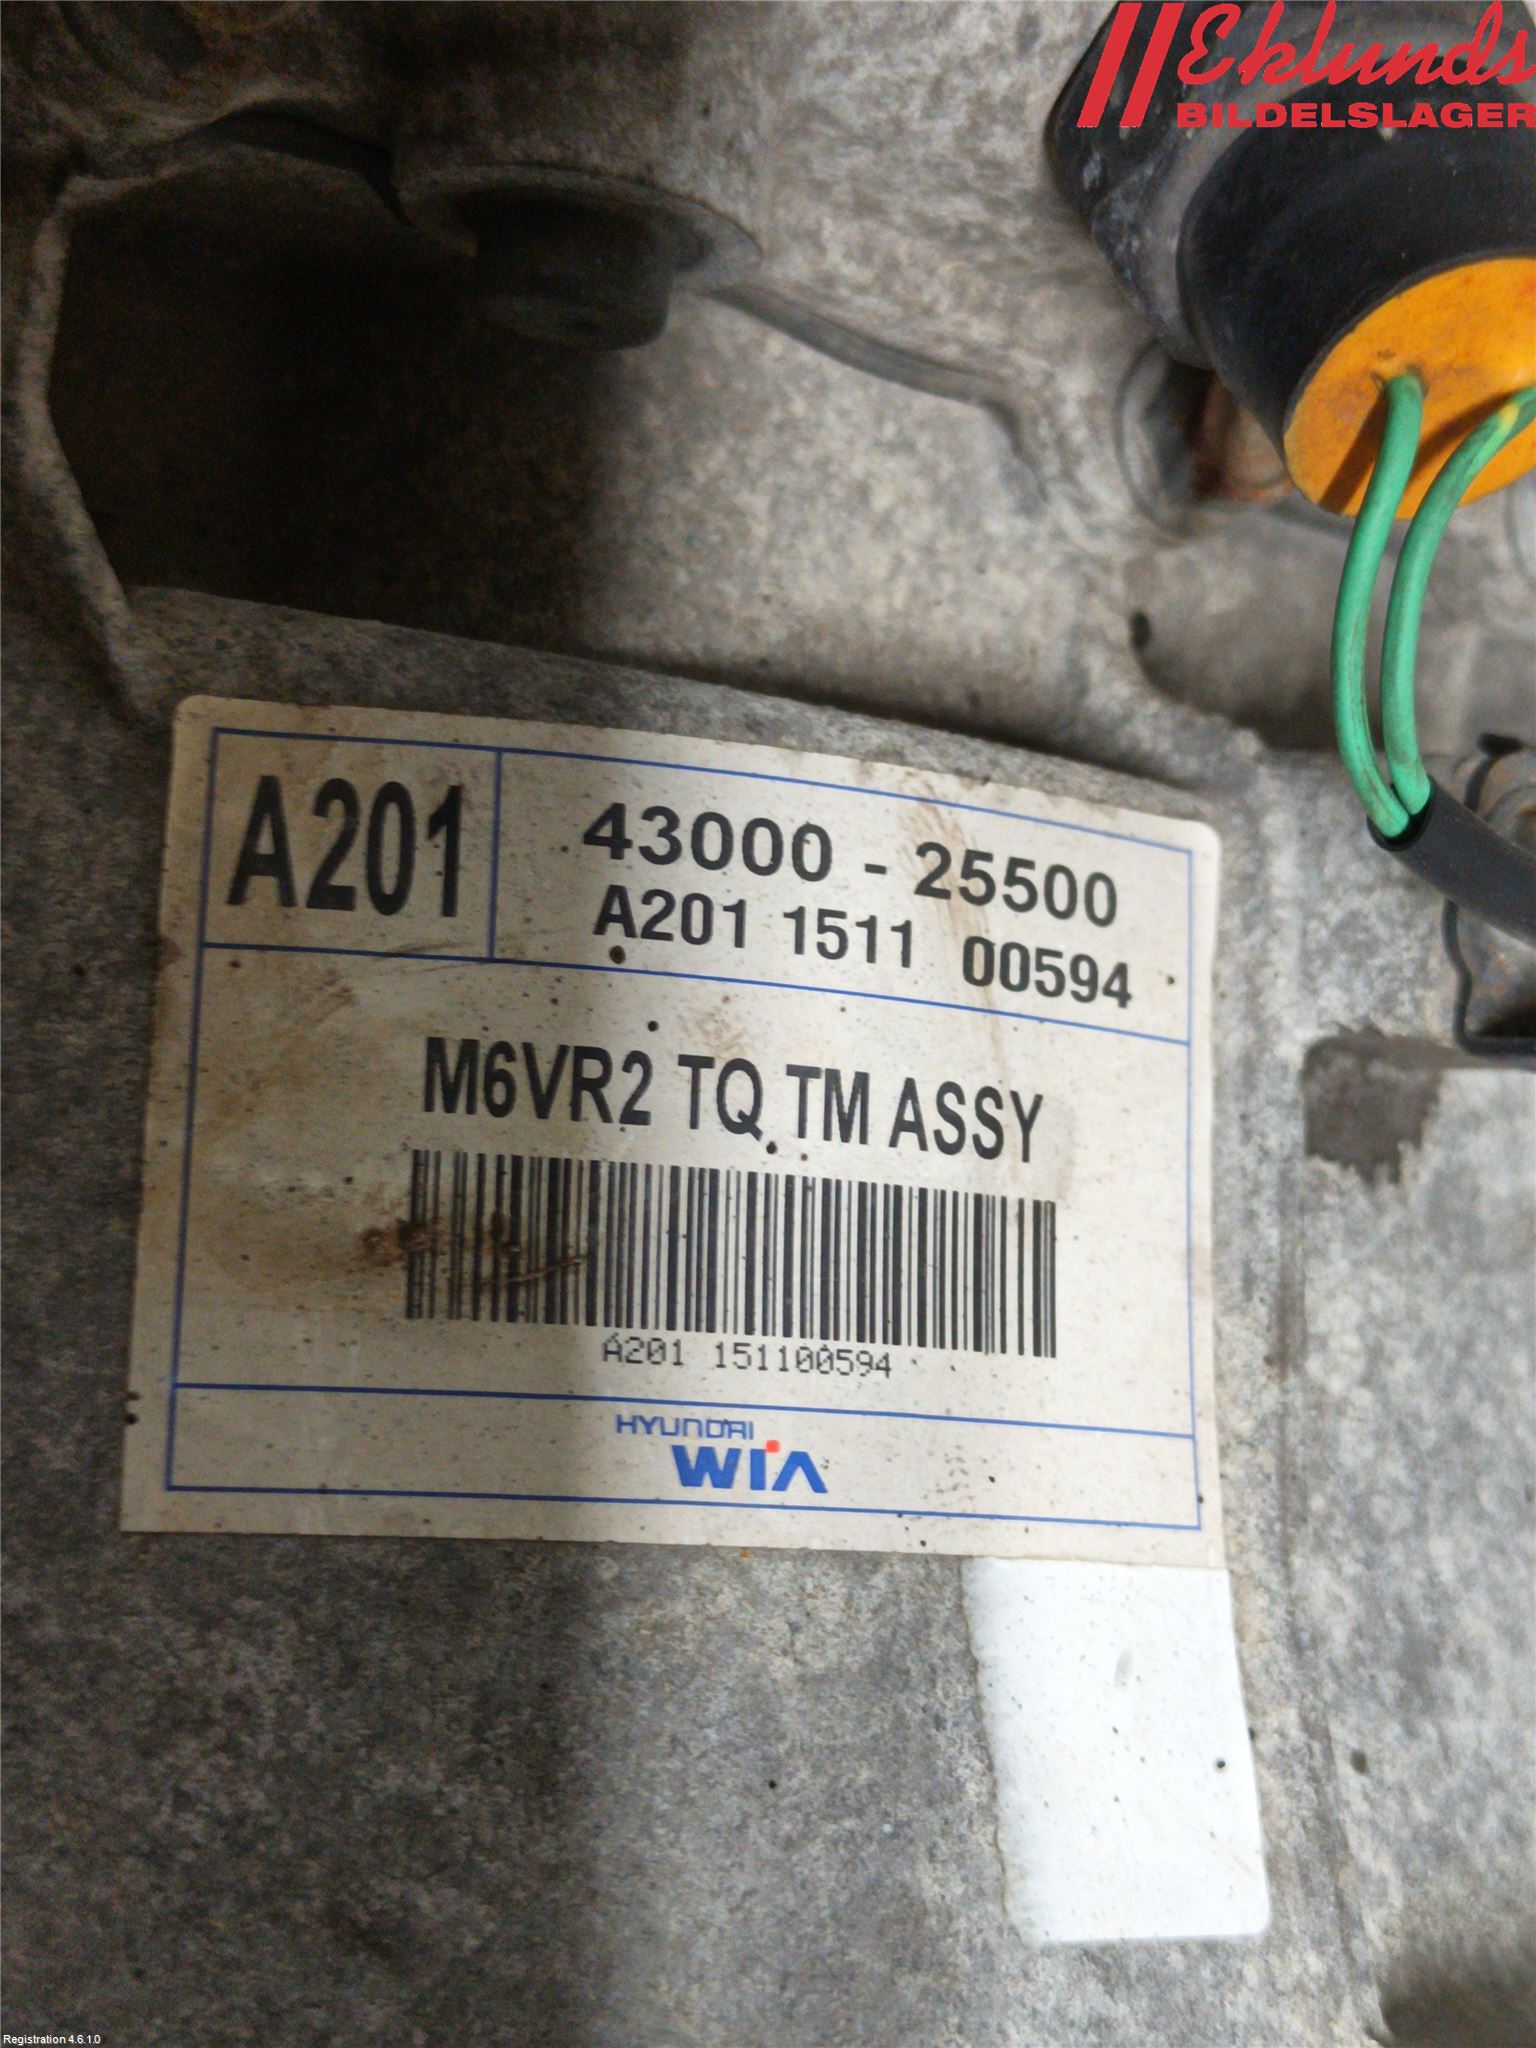 Eklunds
BILDELSLAGER
A201
43000 - 25500
A201 1511 00594
M6VR2 TQ TM ASSY
A201 151100594
HYUNDAI
WIA
Registration 4.6.1.0